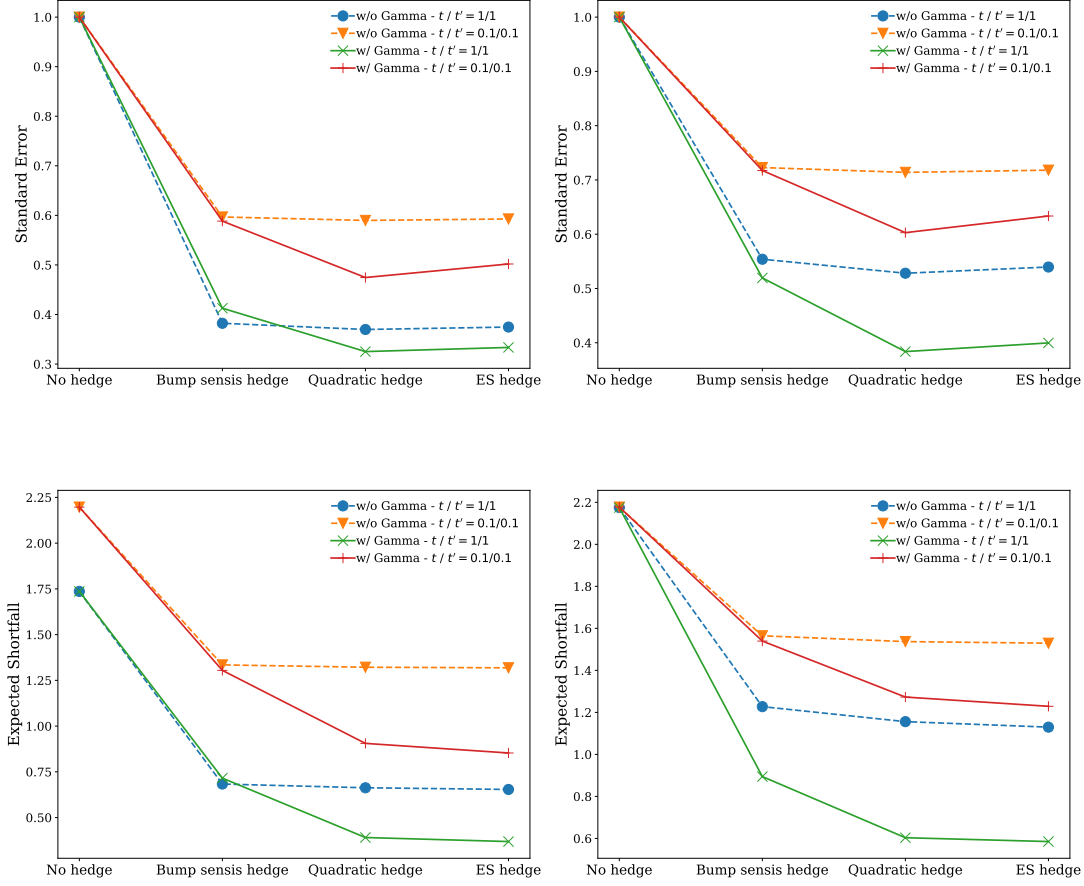 Standard Error
1.0
0.9
0.8
0.7
0.6
0.5
0.4
0.3
w/o Gamma - t / t′ = 1/1
w/o Gamma - t / t′ = 0.1/0.1
w/ Gamma - t / t′ = 1/1
w/ Gamma - t / t′ = 0.1/0.1
No hedge Bump sensis hedge Quadratic hedge ES hedge
Standard Error
1.0
0.9
0.8
0.7
0.6
0.5
0.4
w/o Gamma - t / t′ = 1/1
w/o Gamma - t / t′ = 0.1/0.1
w/ Gamma - t / t′ = 1/1
w/ Gamma - t / t′ = 0.1/0.1
No hedge Bump sensis hedge Quadratic hedge ES hedge
Expected Shortfall
2.25
2.00
1.75
1.50
1.25
1.00
0.75
0.50
w/o Gamma - t / t′ = 1/1
w/o Gamma - t / t′ = 0.1/0.1
w/ Gamma - t / t′ = 1/1
w/ Gamma - t / t′ = 0.1/0.1
No hedge Bump sensis hedge Quadratic hedge ES hedge
Expected Shortfall
2.2
2.0
1.8
1.6
1.4
1.2
1.0
0.8
0.6
w/o Gamma - t / t′ = 1/1
w/o Gamma - t / t′ = 0.1/0.1
w/ Gamma - t / t′ = 1/1
w/ Gamma - t / t′ = 0.1/0.1
No hedge Bump sensis hedge Quadratic hedge ES hedge